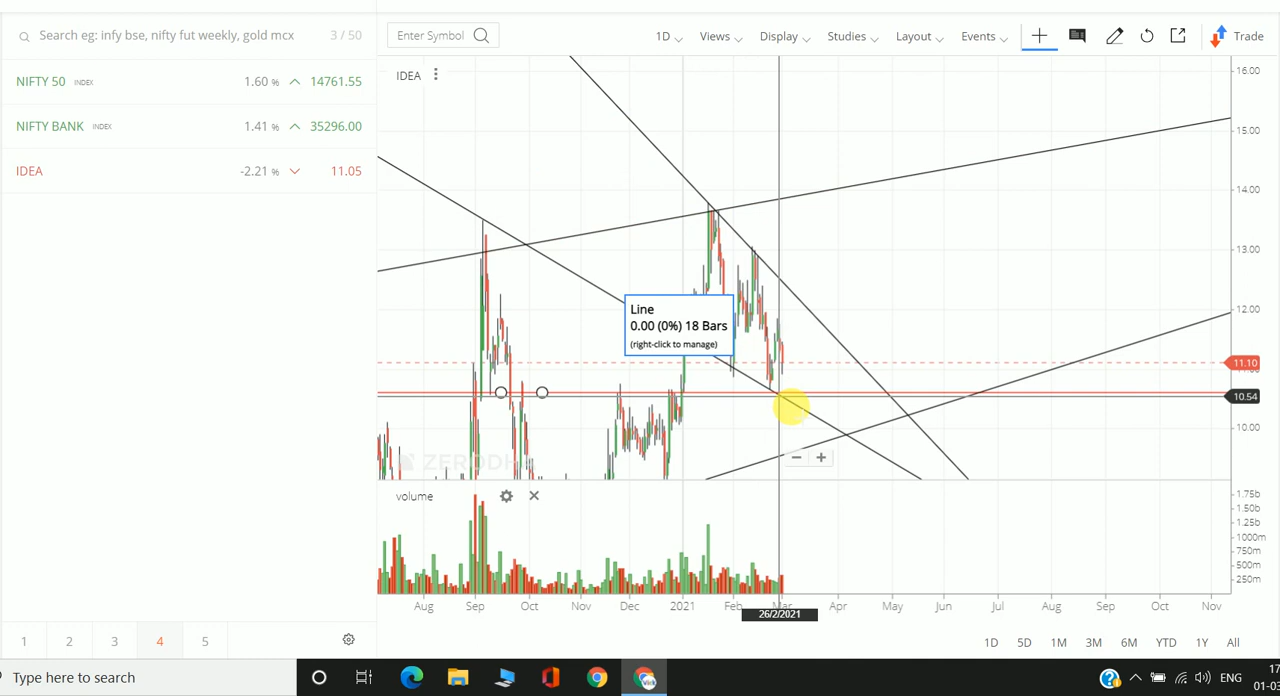 Search eg: infy bse, nifty fut weekly, gold mcx 3 / 50
NIFTY 50 INDEX 1.60 % 14761.55
NIFTY BANK INDEX 1.41 % 35296.00
IDEA -2.21 % 11.05
1 2 3 4 5
Enter Symbol 1D Views Display Studies Layout Events Trade
IDEA
16.00
15.00
14.00
13.00
12.00
Line
0.00 (0%) 18 Bars
(right-click to manage)
11.10
10.54
10.00
ZERODHA
volume
1.75b
1.50b
1.25b
1000m
750m
500m
250m
Aug Sep Oct Nov Dec 2021 Feb Mar Apr May Jun Jul Aug Sep Oct Nov
26/2/2021
1D 5D 1M 3M 6M YTD 1Y All
Type here to search
ENG